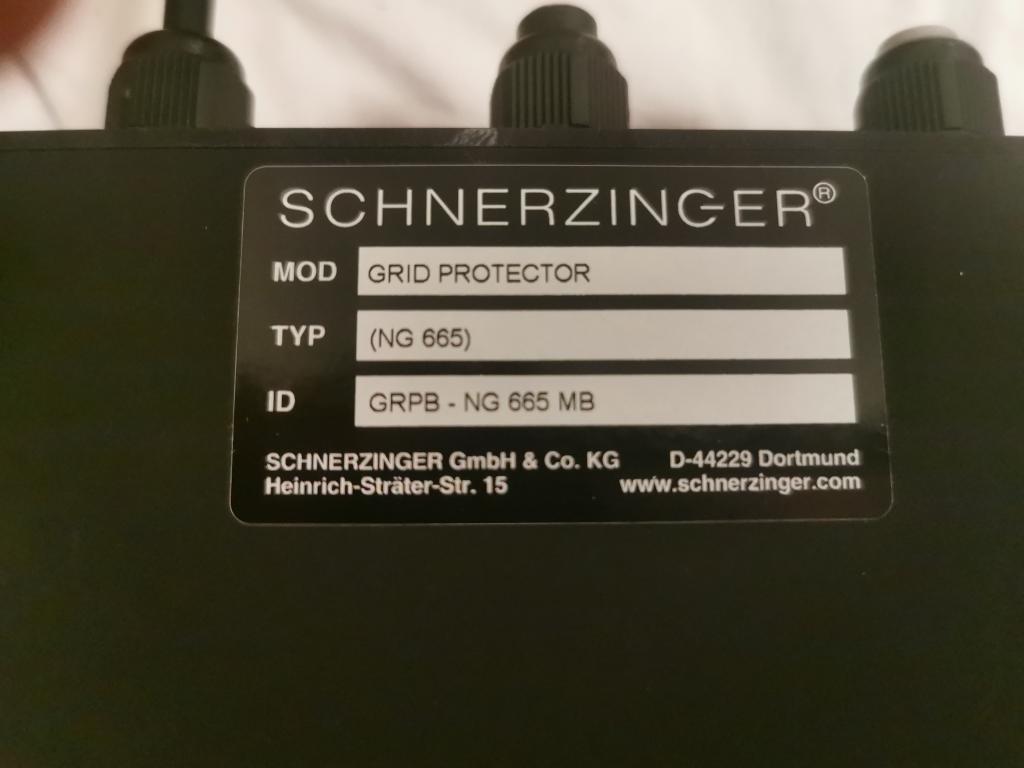 SCHNERZINGER®
MOD GRID PROTECTOR
TYP (NG 665)
ID GRPB - NG 665 MB
SCHNERZINGER GmbH & Co. KG D-44229 Dortmund
Heinrich-Sträter-Str. 15 www.schnerzinger.com